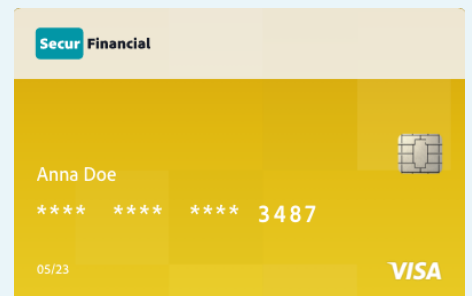 Secur Financial
Anna Doe
**** **** **** 3487
05/23
VISA